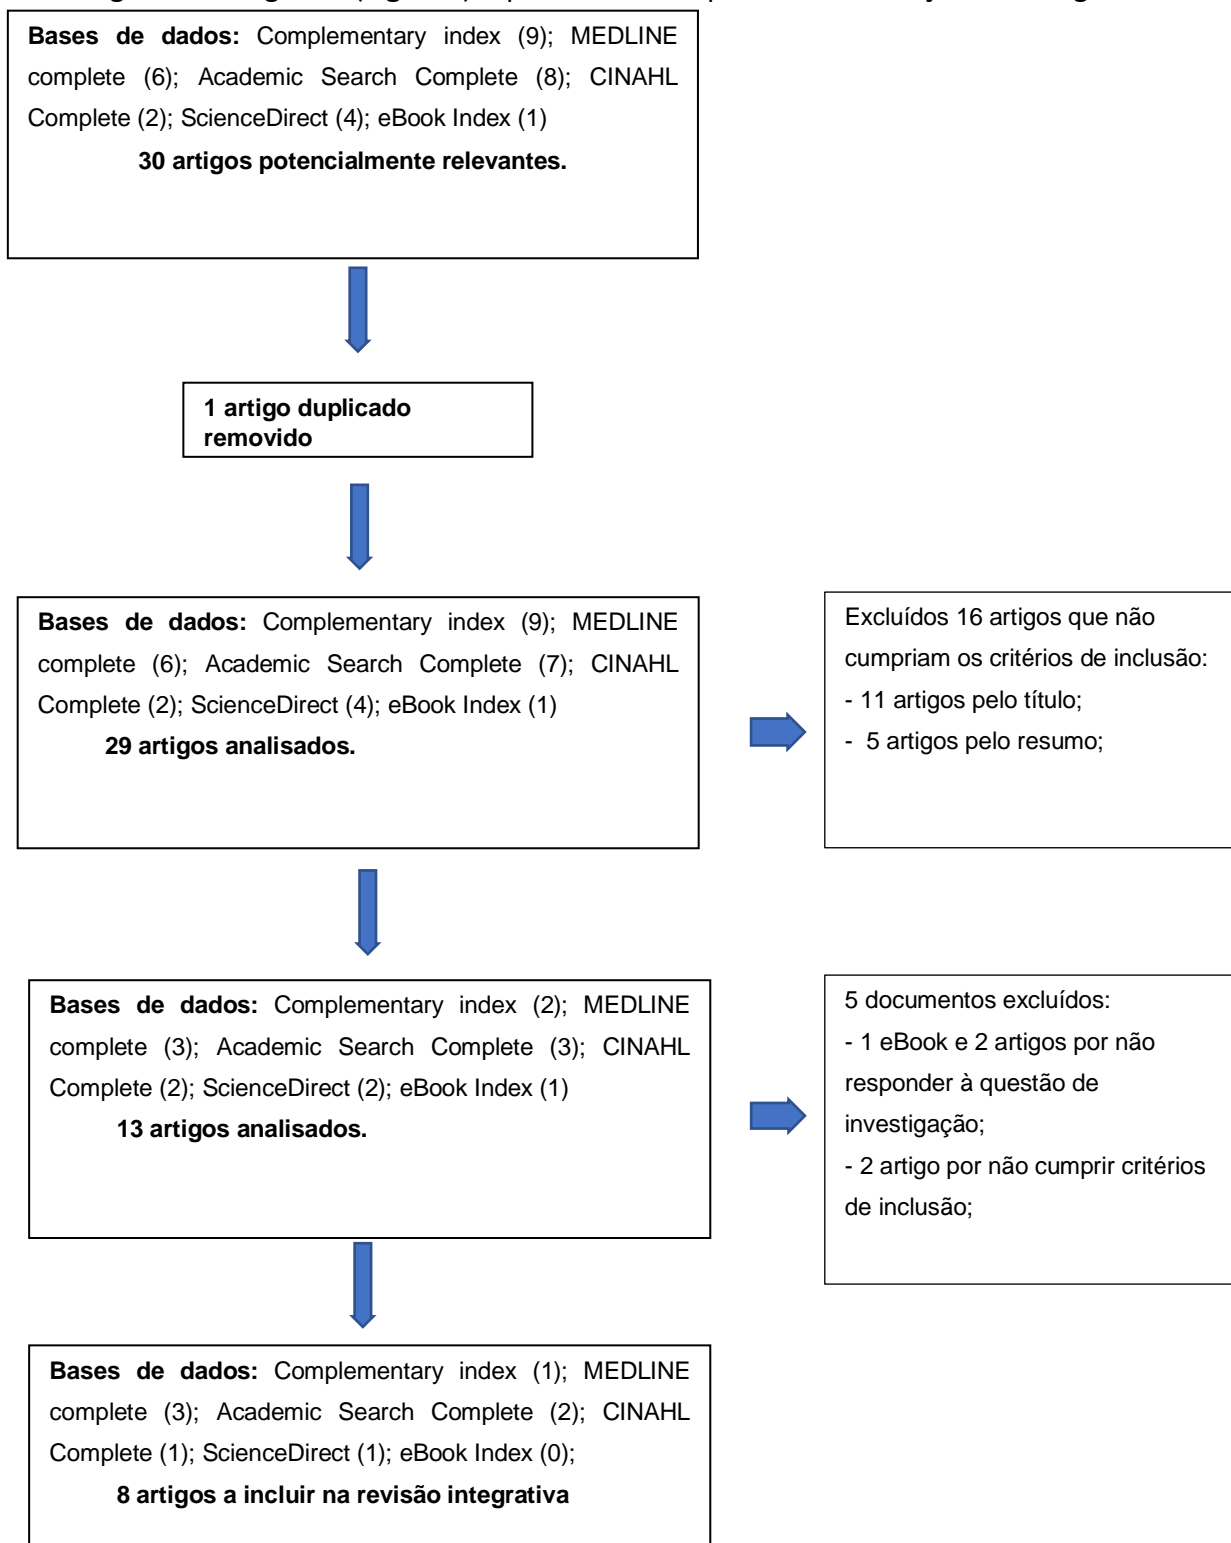 Bases de dados: Complementary index (9); MEDLINE
complete (6); Academic Search Complete (8); CINAHL
Complete (2); ScienceDirect (4); eBook Index (1)
30 artigos potencialmente relevantes.
1 artigo duplicado
removido
Bases de dados: Complementary index (9); MEDLINE
complete (6); Academic Search Complete (7); CINAHL
Complete (2); ScienceDirect (4); eBook Index (1)
29 artigos analisados.
Excluídos 16 artigos que não
cumpriam os critérios de inclusão:
- 11 artigos pelo título;
- 5 artigos pelo resumo;
Bases de dados: Complementary index (2); MEDLINE
complete (3); Academic Search Complete (3); CINAHL
Complete (2); ScienceDirect (2); eBook Index (1)
13 artigos analisados.
5 documentos excluídos:
- 1 eBook e 2 artigos por não
responder à questão de
investigação;
- 2 artigo por não cumprir critérios
de inclusão;
Bases de dados: Complementary index (1); MEDLINE
complete (3); Academic Search Complete (2); CINAHL
Complete (1); ScienceDirect (1); eBook Index (0);
8 artigos a incluir na revisão integrativa